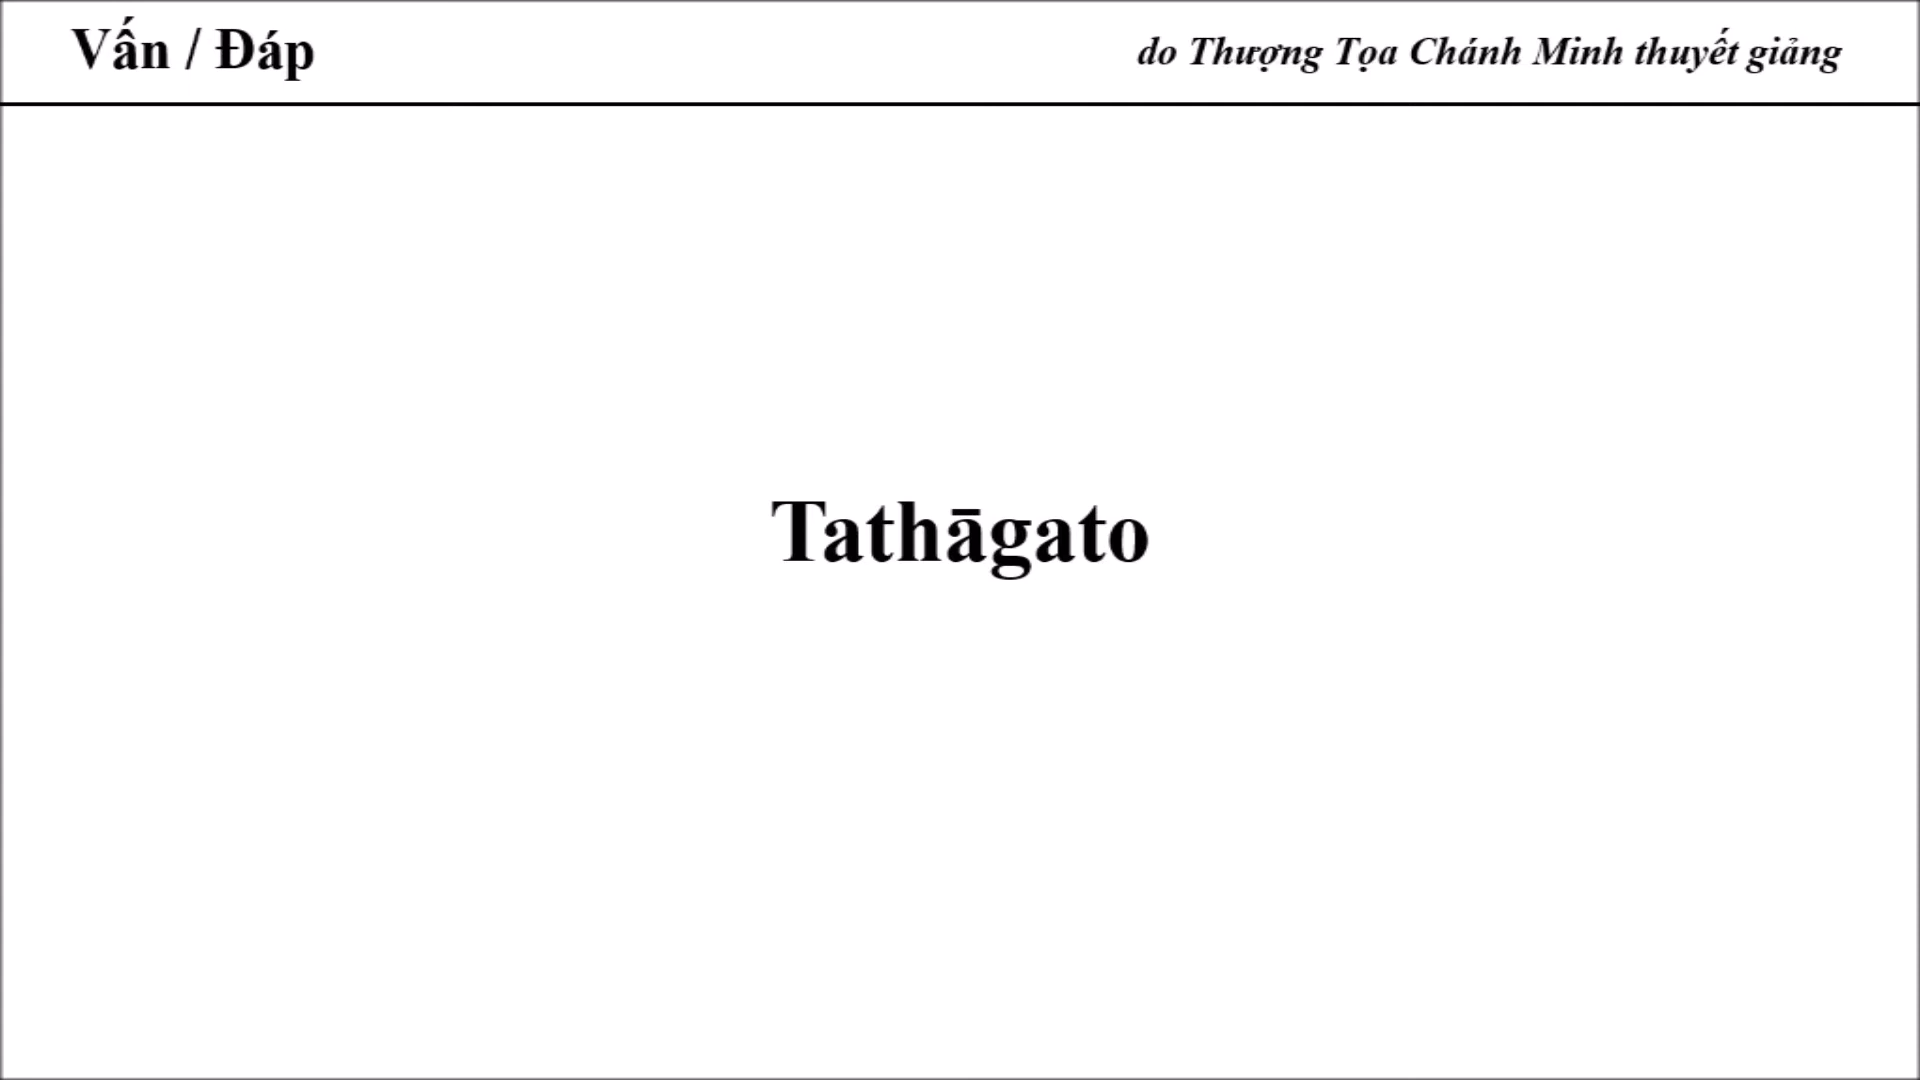 Vấn / Đáp
do Thượng Tọa Chánh Minh thuyết giảng
Tathāgato